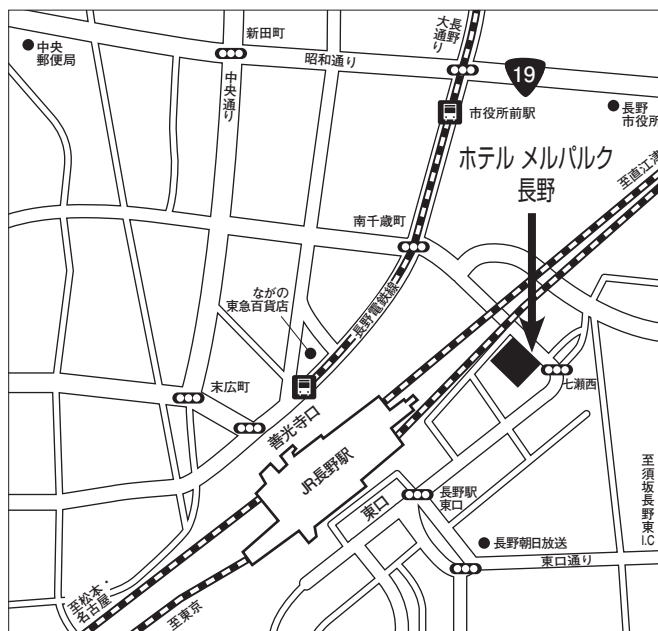 新田町
長野
大通り
中央
郵便局
昭和通り
19
中央通り
市役所前駅
長野
市役所
ホテル メルパルク
長野
至直江津
南千歳町
ながの
東急百貨店
長野電鉄線
末広町
七瀬西
善光寺口
JR長野駅
東口
長野駅
東口
至須坂長野東I.C
長野朝日放送
東口通り
至松本・
名古屋
至東京